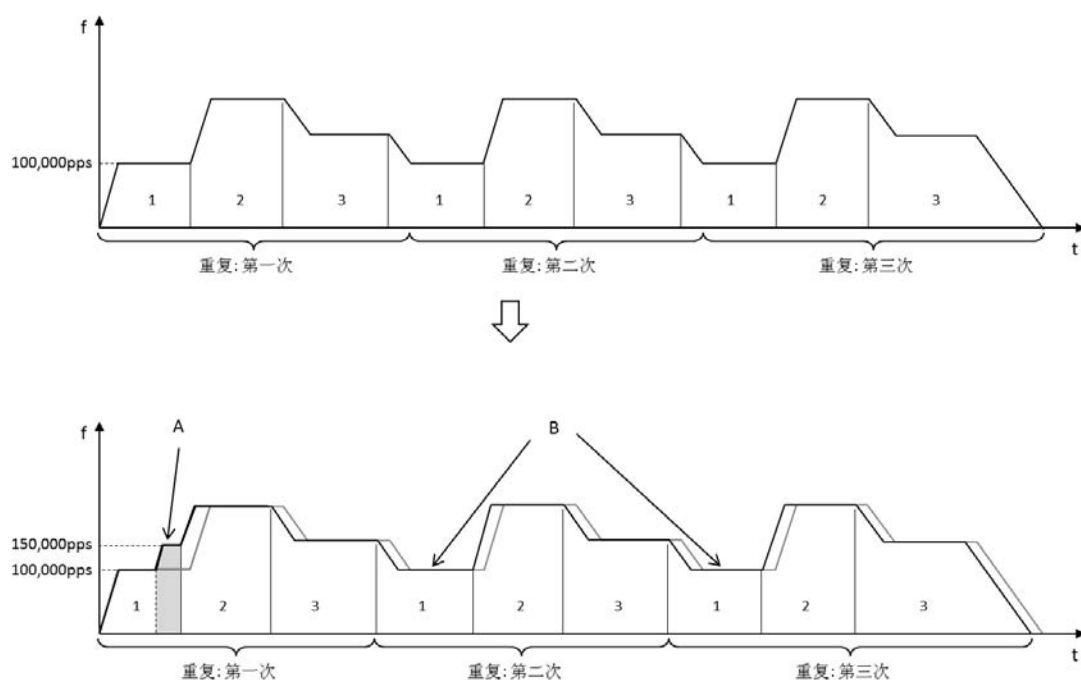 f
100,000pps
1 2 3 1 2 3 1 2 3
t
重复: 第一次 重复: 第二次 重复: 第三次
A B
f
150,000pps
100,000pps
1 2 3 1 2 3 1 2 3
t
重复: 第一次 重复: 第二次 重复: 第三次